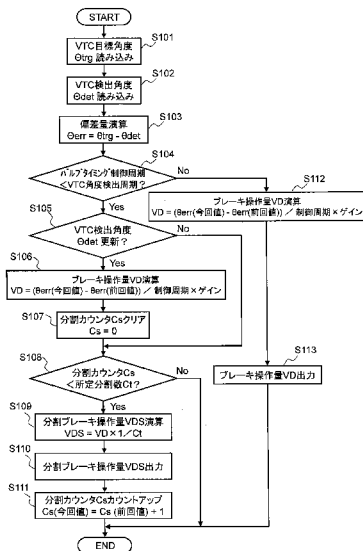 START
S101
VTC目標角度
Θtrg 読み込み
S102
VTC検出角度
Θdet 読み込み
S103
偏差量演算
Θerr = Θtrg - Θdet
S104
バルブタイミング制御周期
<VTC角度検出周期?
No
Yes
S112
ブレーキ操作量VD演算
VD = (Θerr(今回値) - Θerr(前回値)) / 制御周期×ゲイン
S105
VTC検出角度
Θdet 更新?
No
Yes
S106
ブレーキ操作量VD演算
VD = (Θerr(今回値) - Θerr(前回値)) / 制御周期×ゲイン
S107
分割カウンタCsクリア
Cs = 0
S108
分割カウンタCs
<所定分割数Ct?
No
Yes
S113
ブレーキ操作量VD出力
S109
分割ブレーキ操作量VDS演算
VDS = VD×1/Ct
S110
分割ブレーキ操作量VDS出力
S111
分割カウンタCsカウントアップ
Cs(今回値) = Cs (前回値) + 1
END